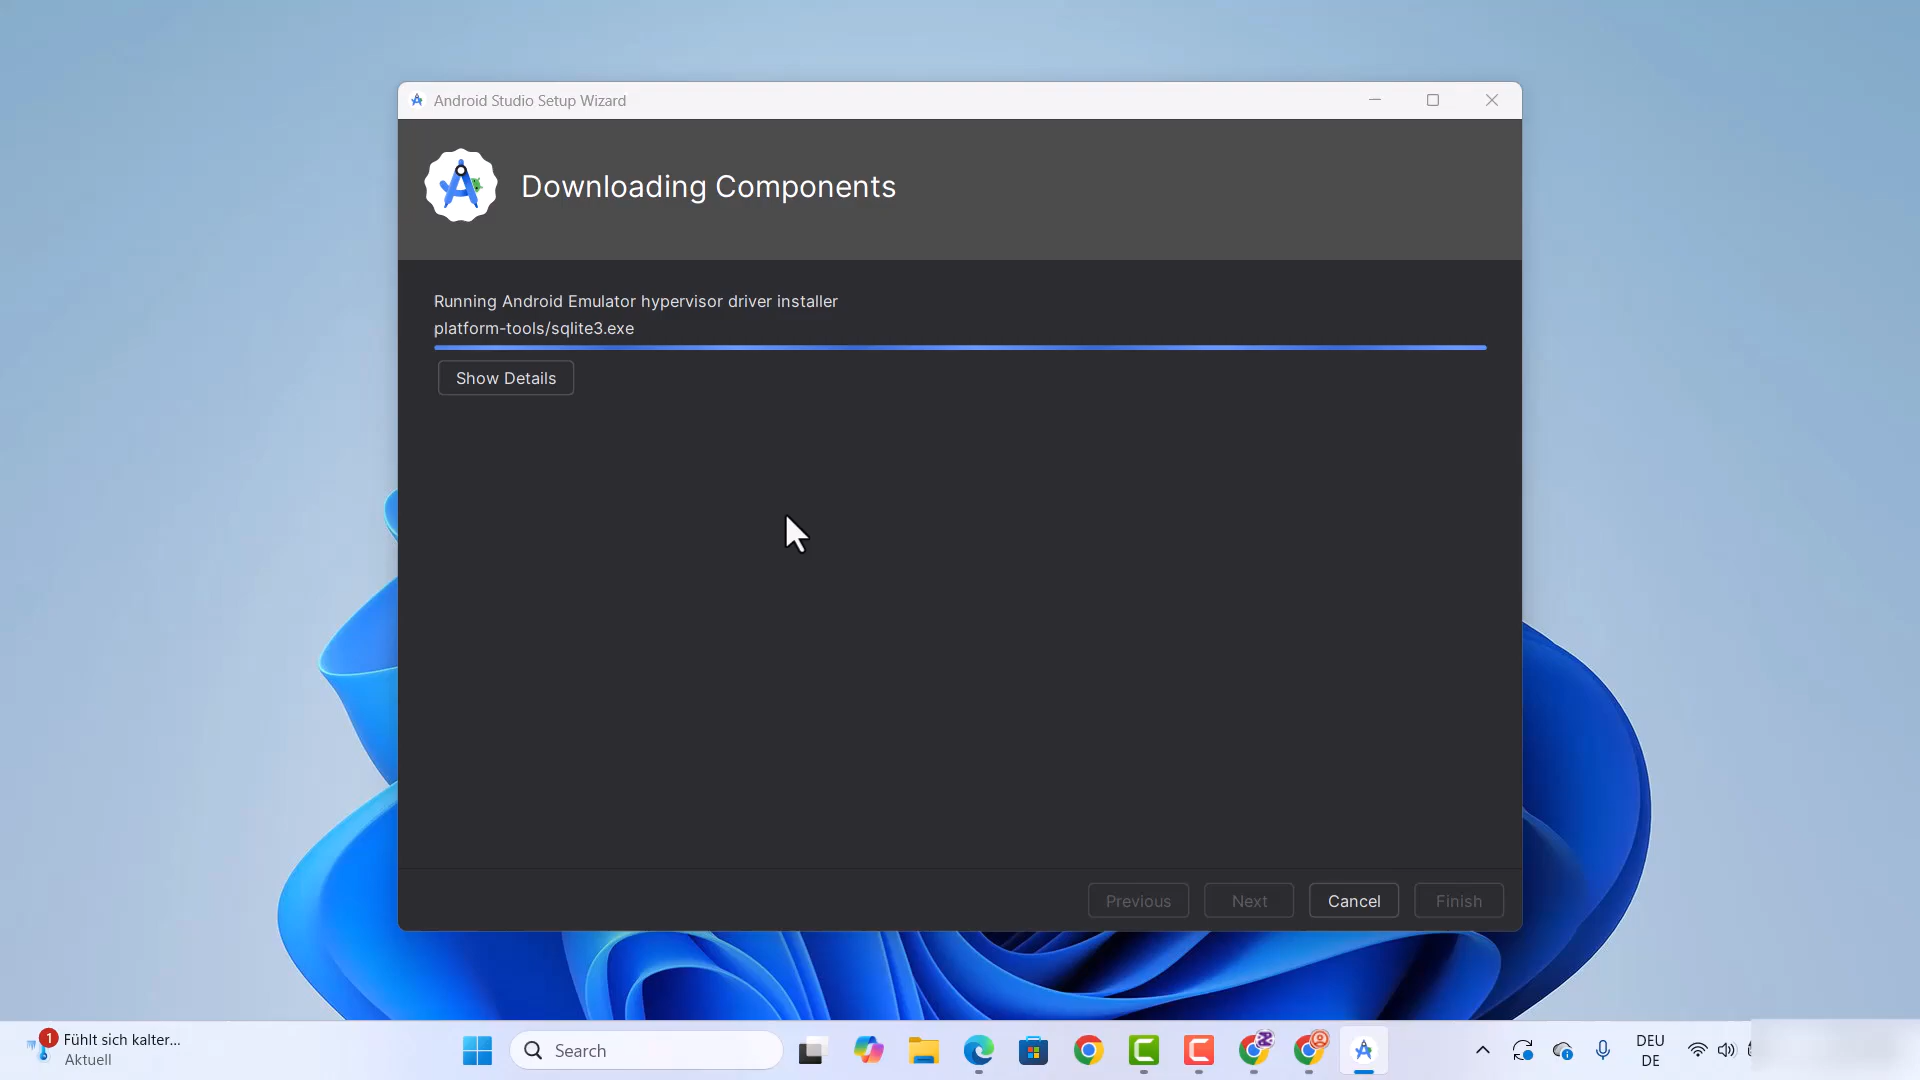 Android Studio Setup Wizard
Downloading Components
Running Android Emulator hypervisor driver installer
platform-tools/sqlite3.exe
Show Details
Previous
Next
Cancel
Finish
1
Fühlt sich kalter...
Aktuell
Search
DEU
DE